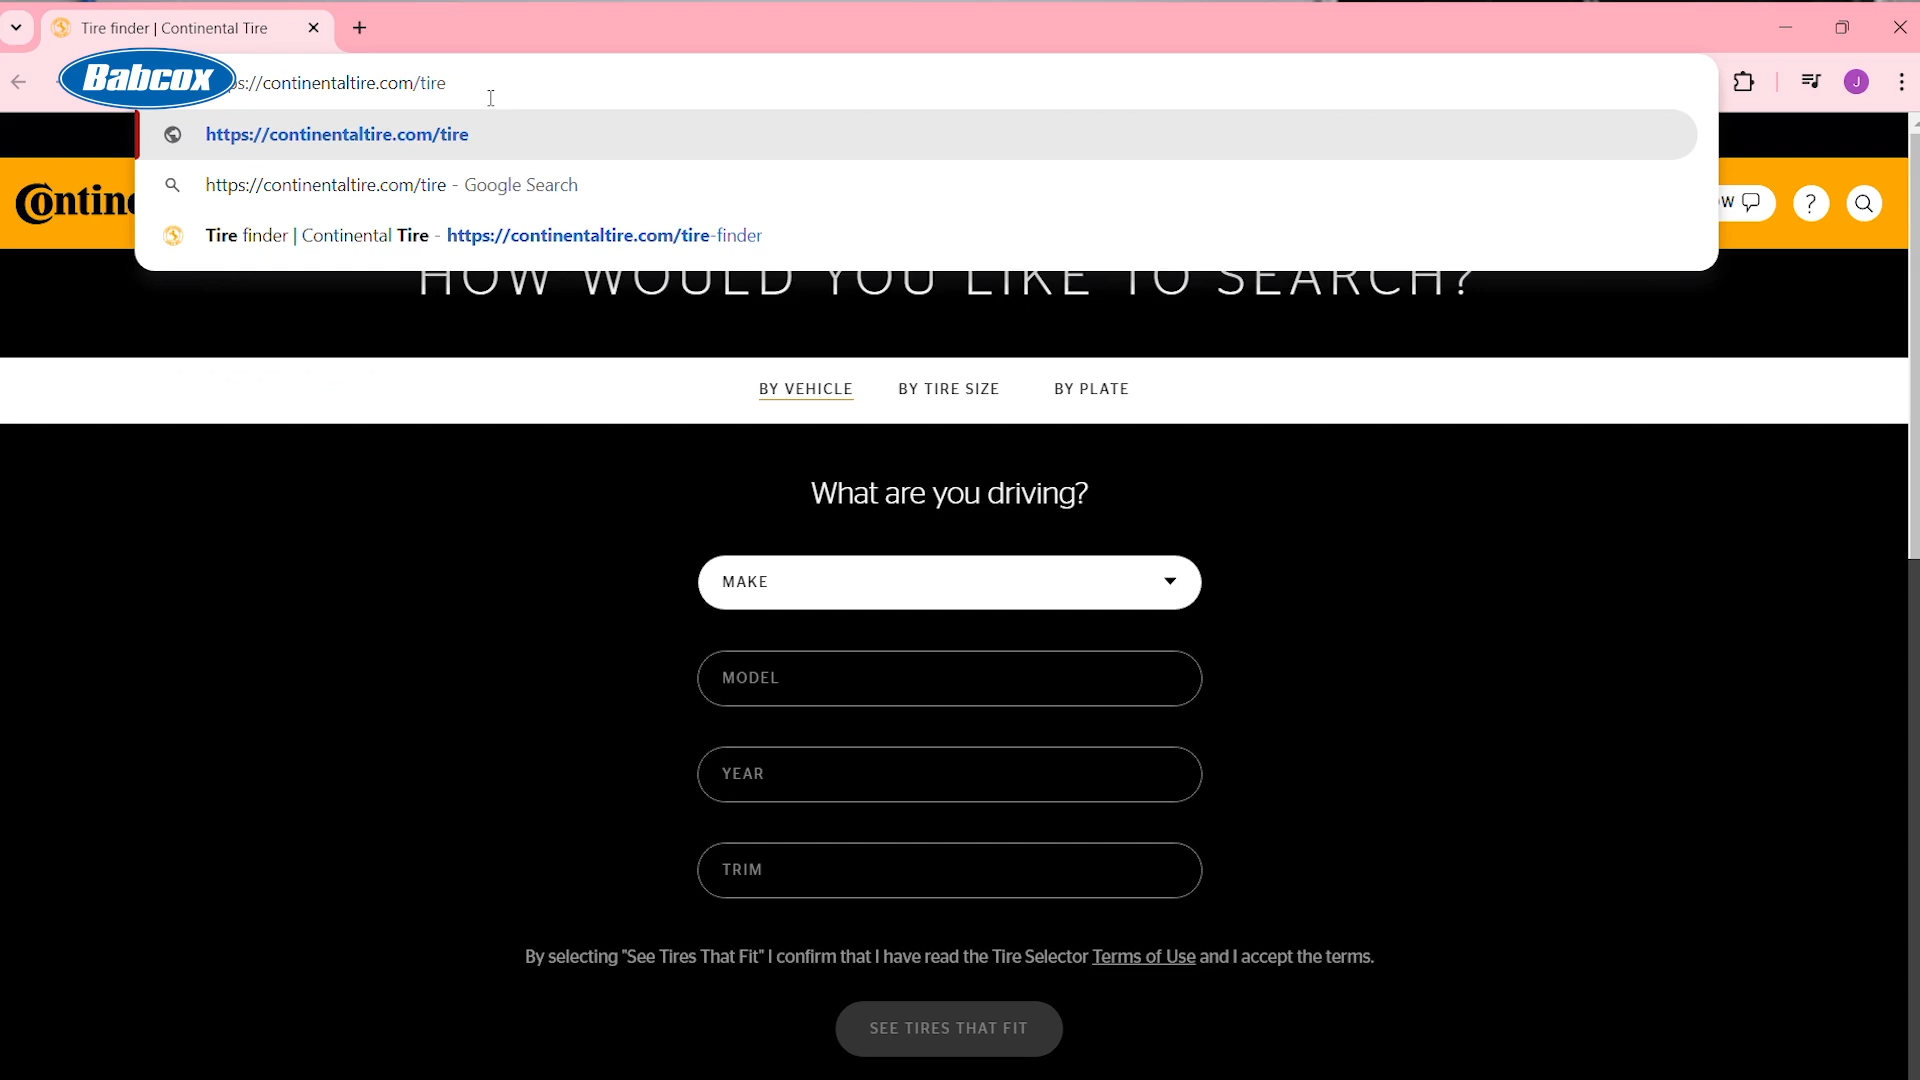 Tire finder | Continental Tire
Babcox
ps://continentaltire.com/tire
https://continentaltire.com/tire
https://continentaltire.com/tire - Google Search
Tire finder | Continental Tire - https://continentaltire.com/tire-finder
J
Contin
W
?
HOW WOULD YOU LIKE TO SEARCH?
BY VEHICLE
BY TIRE SIZE
BY PLATE
What are you driving?
MAKE
MODEL
YEAR
TRIM
By selecting "See Tires That Fit" I confirm that I have read the Tire Selector Terms of Use and I accept the terms.
SEE TIRES THAT FIT